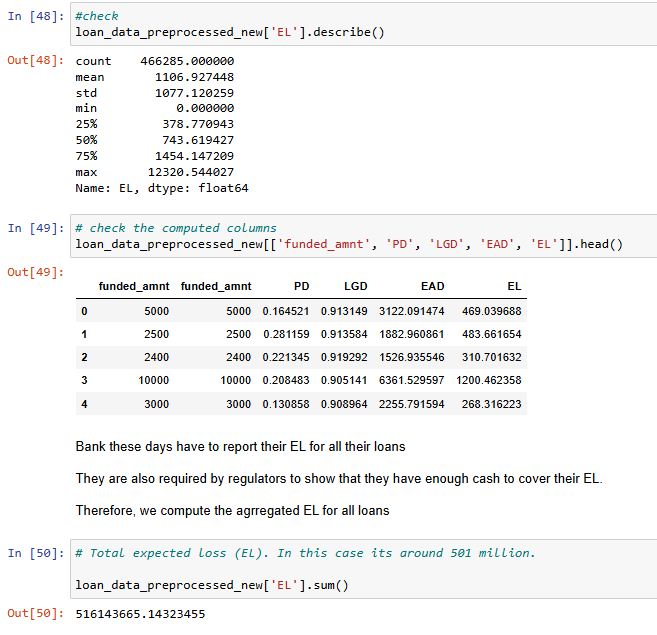 In [48]: #check
loan_data_preprocessed_new['EL'].describe()
Out[48]: count    466285.000000
mean       1106.927448
std        1077.120259
min           0.000000
25%         378.770943
50%         743.619427
75%        1454.147209
max       12320.544027
Name: EL, dtype: float64
In [49]: # check the computed columns
loan_data_preprocessed_new[['funded_amnt', 'PD', 'LGD', 'EAD', 'EL']].head()
Out[49]:
funded_amnt funded_amnt PD LGD EAD EL
0 5000 5000 0.164521 0.913149 3122.091474 469.039688
1 2500 2500 0.281159 0.913584 1882.960861 483.661654
2 2400 2400 0.221345 0.919292 1526.935546 310.701632
3 10000 10000 0.208483 0.905141 6361.529597 1200.462358
4 3000 3000 0.130858 0.908964 2255.791594 268.316223
Bank these days have to report their EL for all their loans
They are also required by regulators to show that they have enough cash to cover their EL.
Therefore, we compute the agrregated EL for all loans
In [50]: # Total expected loss (EL). In this case its around 501 million.
loan_data_preprocessed_new['EL'].sum()
Out[50]: 516143665.14323455